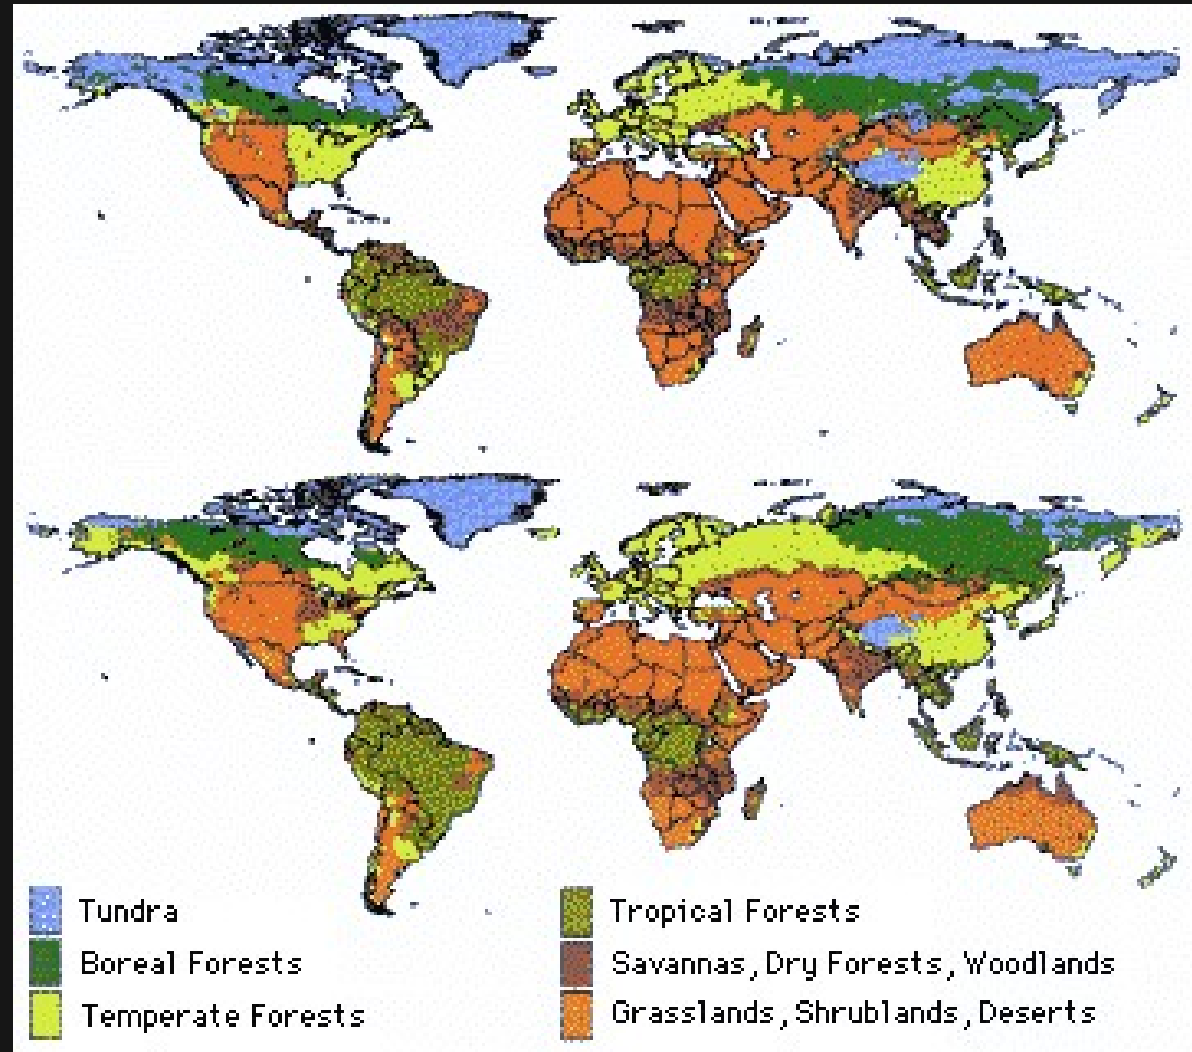 Tundra
Boreal Forests
Temperate Forests
Tropical Forests
Savannas, Dry Forests, Woodlands
Grasslands, Shrublands, Deserts